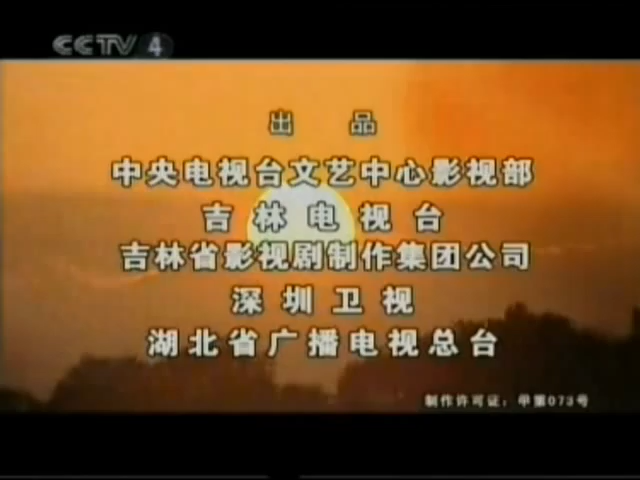 CCTV 4
出 品
中央电视台文艺中心影视部
吉林电视台
吉林省影视剧制作集团公司
深圳卫视
湖北省广播电视总台
制作许可证：甲第073号